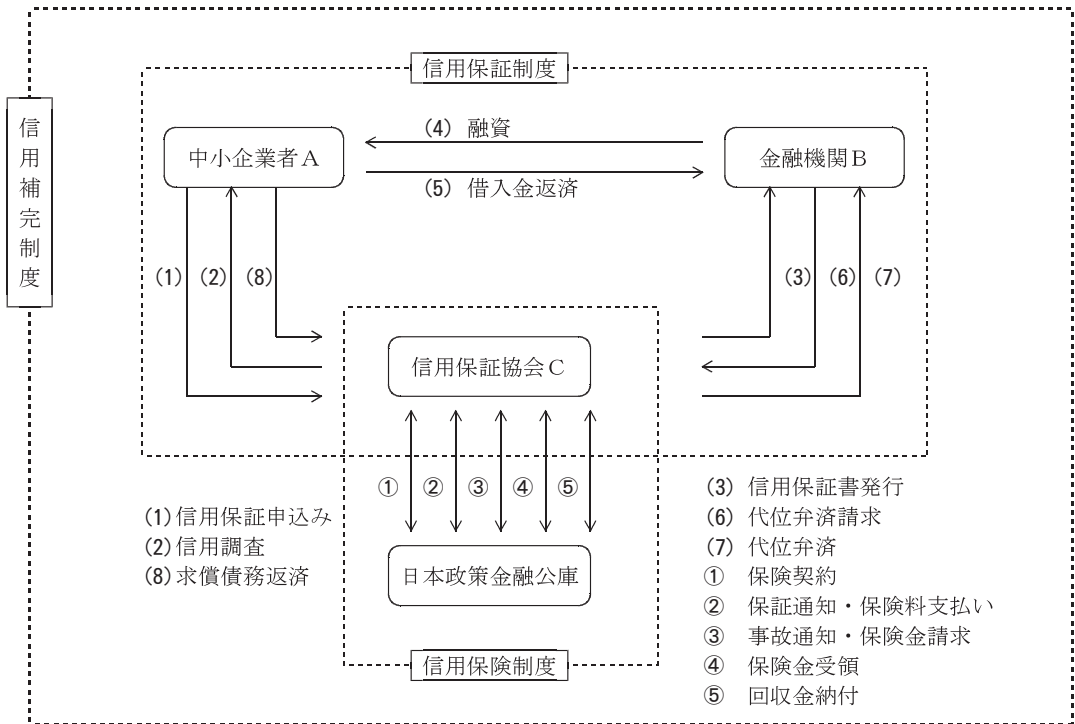 信用補完制度
信用保証制度
中小企業者A
(4) 融資
(5) 借入金返済
金融機関B
(1)
(2)
(8)
(3)
(6)
(7)
信用保証協会C
①
②
③
④
⑤
日本政策金融公庫
信用保険制度
(1)信用保証申込み
(2)信用調査
(8)求償債務返済
(3) 信用保証書発行
(6) 代位弁済請求
(7) 代位弁済
① 保険契約
② 保証通知・保険料支払い
③ 事故通知・保険金請求
④ 保険金受領
⑤ 回収金納付